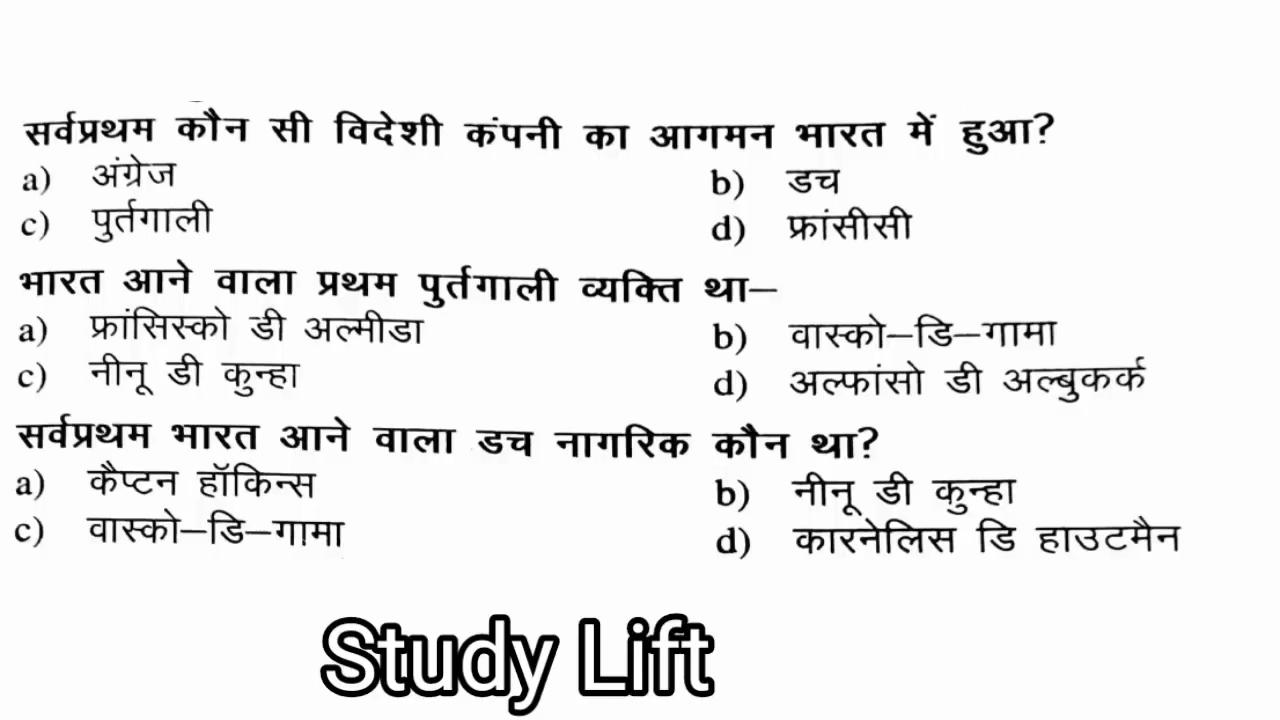 सर्वप्रथम कौन सी विदेशी कंपनी का आगमन भारत में हुआ?
a) अंग्रेज b) डच
c) पुर्तगाली d) फ्रांसीसी
भारत आने वाला प्रथम पुर्तगाली व्यक्ति था–
a) फ्रांसिस्को डी अल्मीडा b) वास्को–डि–गामा
c) नीनू डी कुन्हा d) अल्फांसो डी अल्बुकर्क
सर्वप्रथम भारत आने वाला डच नागरिक कौन था?
a) कैप्टन हॉकिन्स b) नीनू डी कुन्हा
c) वास्को–डि–गामा d) कारनेलिस डि हाउटमैन
Study Lift